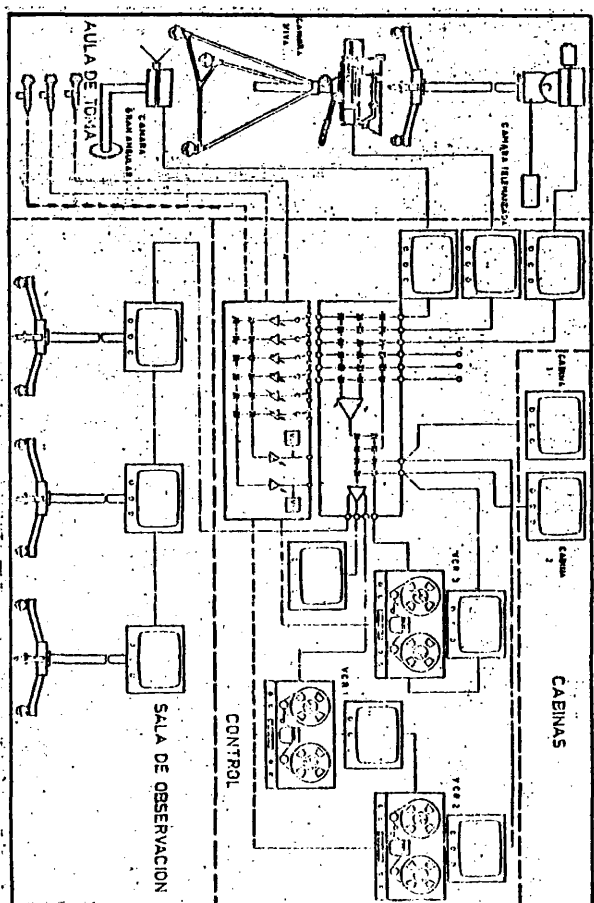 AULA DE TOMA
CAMARA
GRAN ANGULAR
CAMARA
VIVA.
CAMARA TELEMANDADA
CABINA
1
CABINA
2
CABINAS
VCR 3
VCR 1
VCR 2
CONTROL
SALA DE OBSERVACION